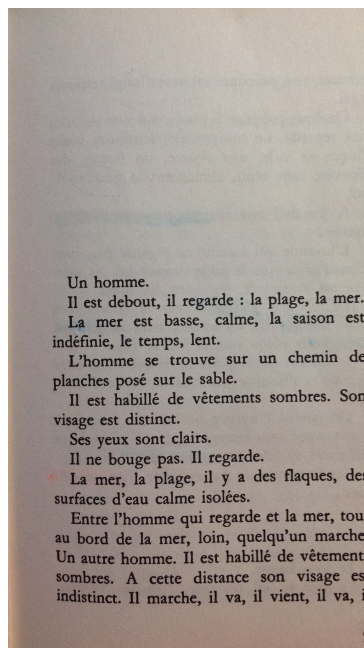 Un homme.
Il est debout, il regarde : la plage, la mer.
La mer est basse, calme, la saison est
indéfinie, le temps, lent.
L'homme se trouve sur un chemin de
planches posé sur le sable.
Il est habillé de vêtements sombres. Son
visage est distinct.
Ses yeux sont clairs.
Il ne bouge pas. Il regarde.
La mer, la plage, il y a des flaques, des
surfaces d'eau calme isolées.
Entre l'homme qui regarde et la mer, tou
au bord de la mer, loin, quelqu'un marche
Un autre homme. Il est habillé de vêtement
sombres. A cette distance son visage es
indistinct. Il marche, il va, il vient, il va, i